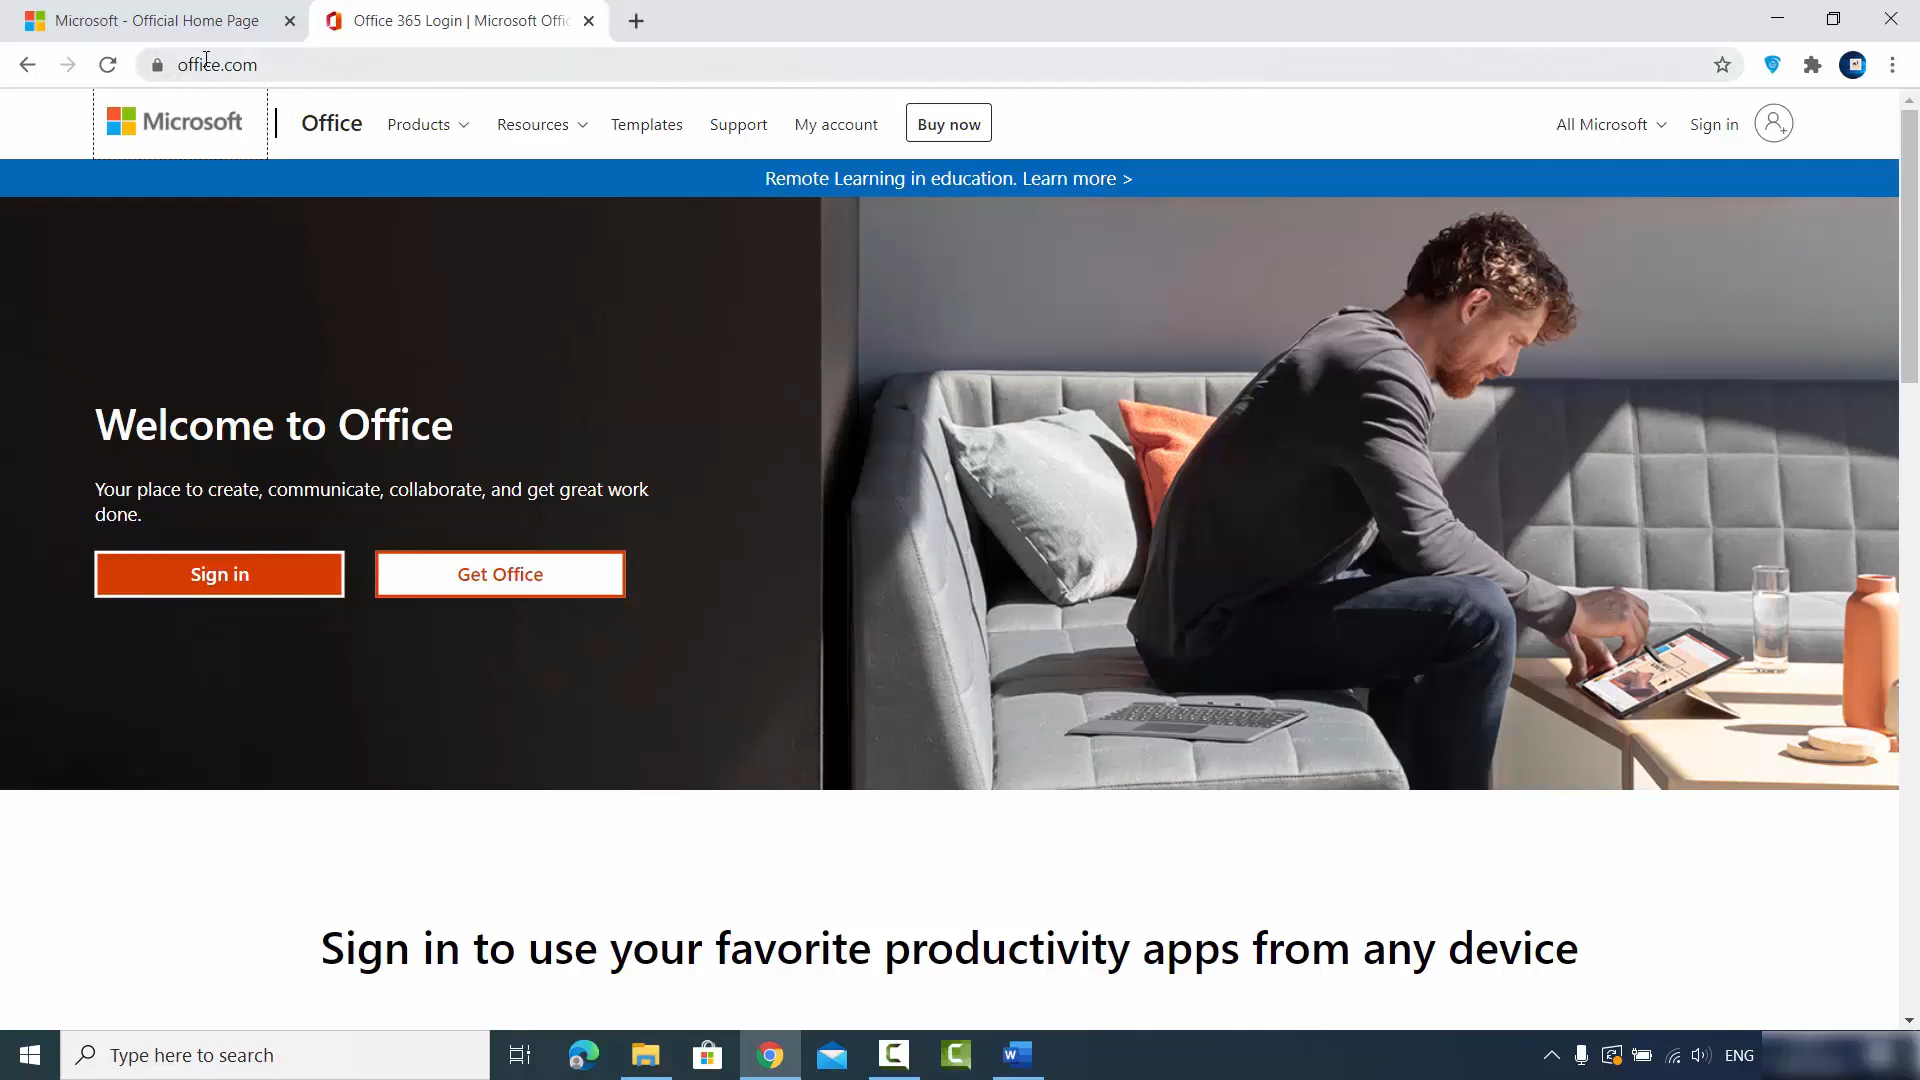 Microsoft - Official Home Page
Office 365 Login | Microsoft Offic
office.com
Microsoft
Office
Products
Resources
Templates
Support
My account
Buy now
All Microsoft
Sign in
Remote Learning in education. Learn more >
Welcome to Office
Your place to create, communicate, collaborate, and get great work
done.
Sign in
Get Office
Sign in to use your favorite productivity apps from any device
Type here to search
ENG